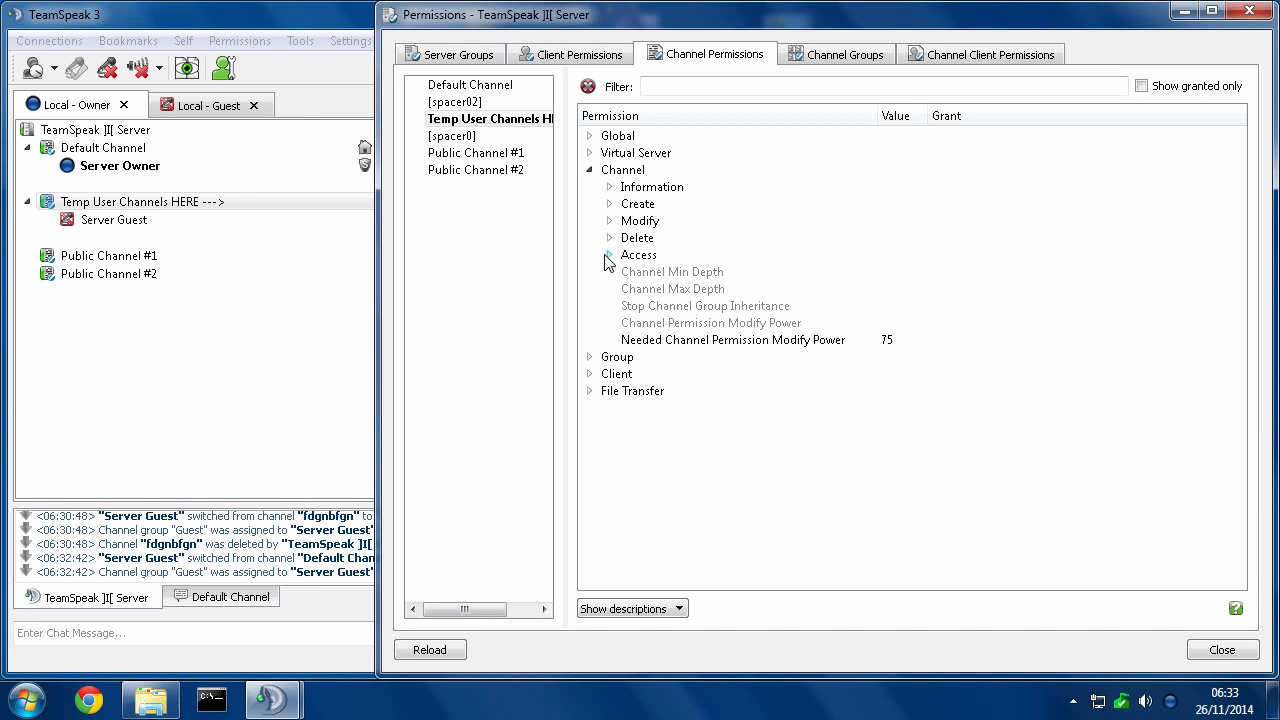 TeamSpeak 3
Connections Bookmarks Self Permissions Tools Settings
Local - Owner
Local - Guest
TeamSpeak ]I[ Server
Default Channel
Server Owner
Temp User Channels HERE --->
Server Guest
Public Channel #1
Public Channel #2
<06:30:48> "Server Guest" switched from channel "fdgnbfgn" to
<06:30:48> Channel group "Guest" was assigned to "Server Guest"
<06:30:48> Channel "fdgnbfgn" was deleted by "TeamSpeak ]I[
<06:32:42> "Server Guest" switched from channel "Default Chan
<06:32:42> Channel group "Guest" was assigned to "Server Guest"
TeamSpeak ]I[ Server
Default Channel
Enter Chat Message...
Permissions - TeamSpeak ]I[ Server
Server Groups
Client Permissions
Channel Permissions
Channel Groups
Channel Client Permissions
Default Channel
[spacer02]
Temp User Channels HE
[spacer0]
Public Channel #1
Public Channel #2
Filter:
Show granted only
Permission Value Grant
Global
Virtual Server
Channel
Information
Create
Modify
Delete
Access
Channel Min Depth
Channel Max Depth
Stop Channel Group Inheritance
Channel Permission Modify Power
Needed Channel Permission Modify Power 75
Group
Client
File Transfer
Show descriptions
Reload
Close
06:33
26/11/2014